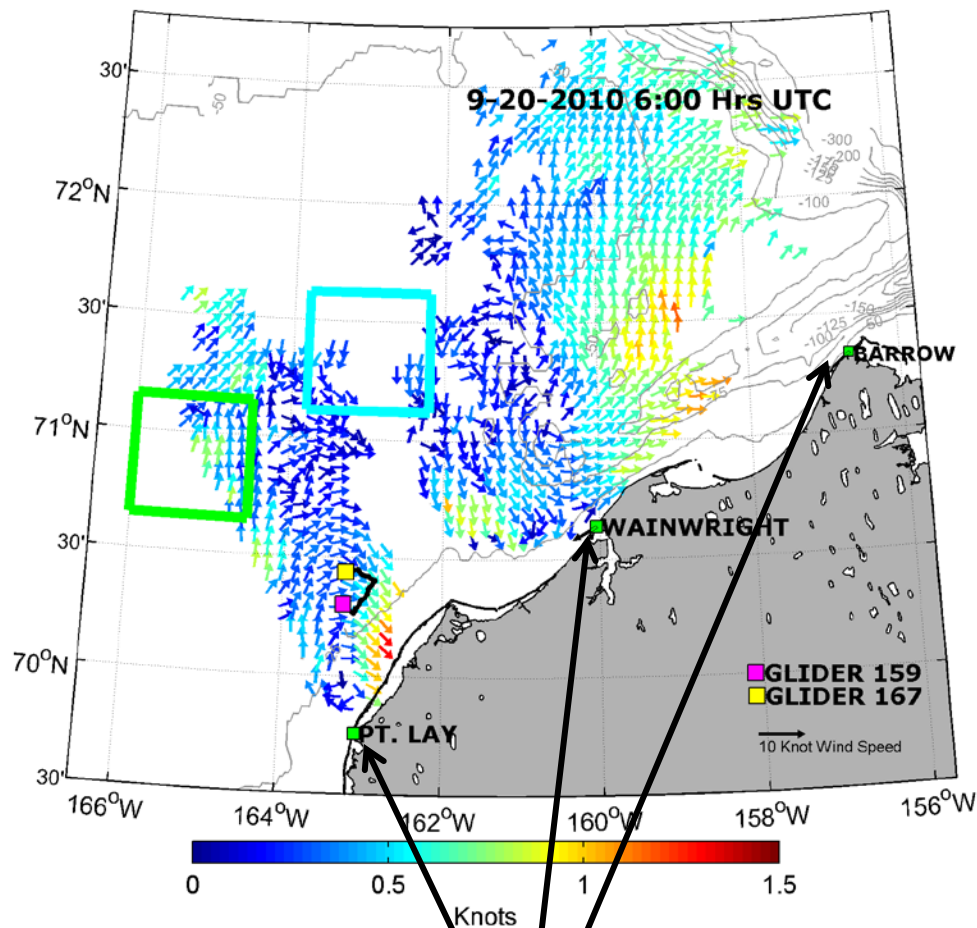 9-20-2010 6:00 Hrs UTC
30'
-50
-300
-200
-100
72°N
30'
-150
-125
-100
50
BARROW
71°N
WAINWRIGHT
30'
70°N
GLIDER 159
GLIDER 167
PT. LAY
10 Knot Wind Speed
30'
166°W
164°W
162°W
160°W
158°W
156°W
0
0.5
1
1.5
Knots